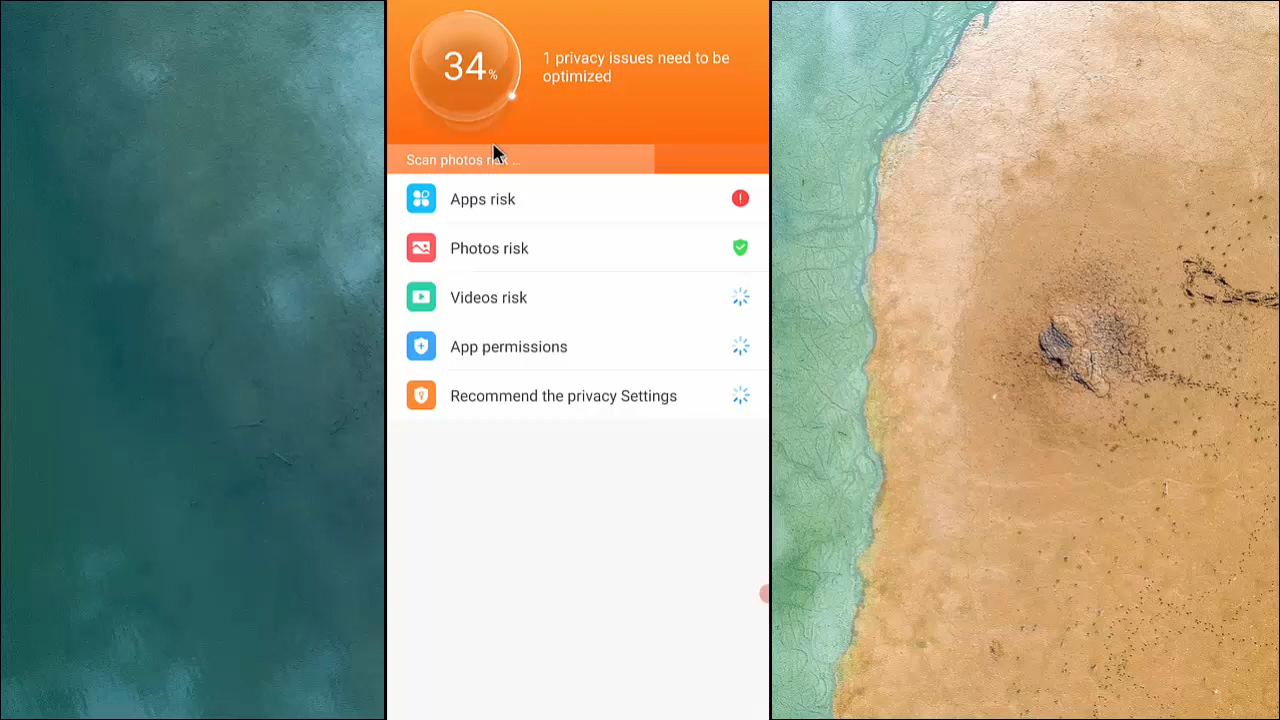 34%
1 privacy issues need to be
optimized
Scan photos risk ...
Apps risk
Photos risk
Videos risk
App permissions
Recommend the privacy Settings